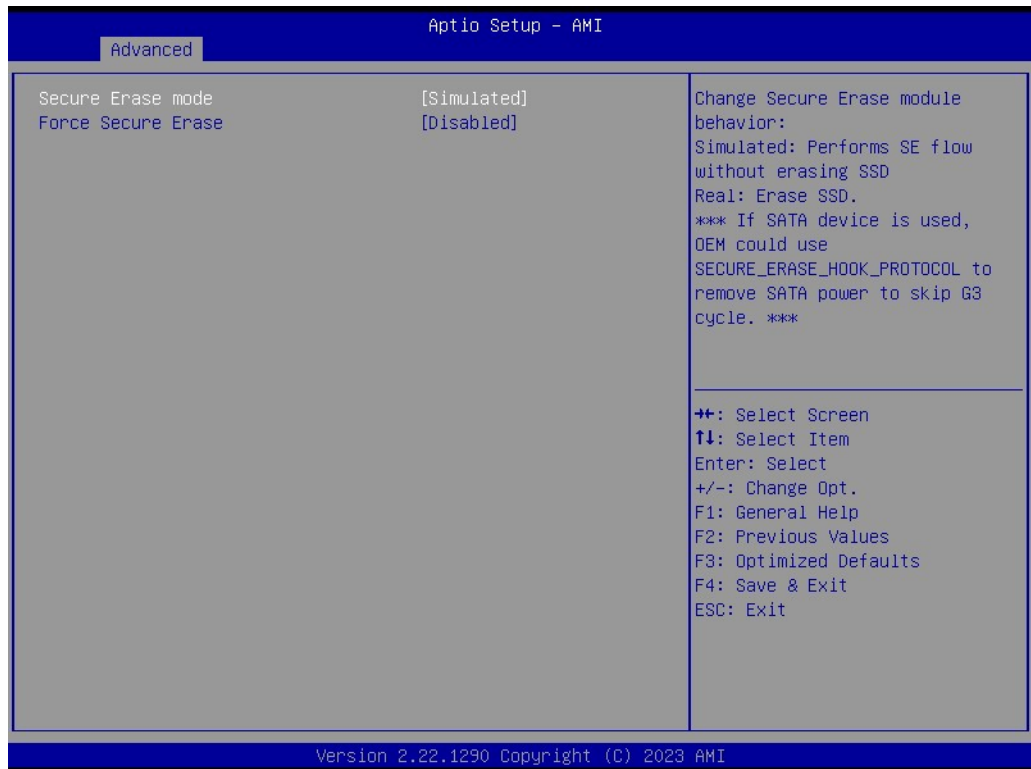 Aptio Setup – AMI
Advanced
Secure Erase mode [Simulated]
Force Secure Erase [Disabled]
Change Secure Erase module
behavior:
Simulated: Performs SE flow
without erasing SSD
Real: Erase SSD.
*** If SATA device is used,
OEM could use
SECURE_ERASE_HOOK_PROTOCOL to
remove SATA power to skip G3
cycle. ***
→←: Select Screen
↑↓: Select Item
Enter: Select
+/-: Change Opt.
F1: General Help
F2: Previous Values
F3: Optimized Defaults
F4: Save & Exit
ESC: Exit
Version 2.22.1290 Copyright (C) 2023 AMI